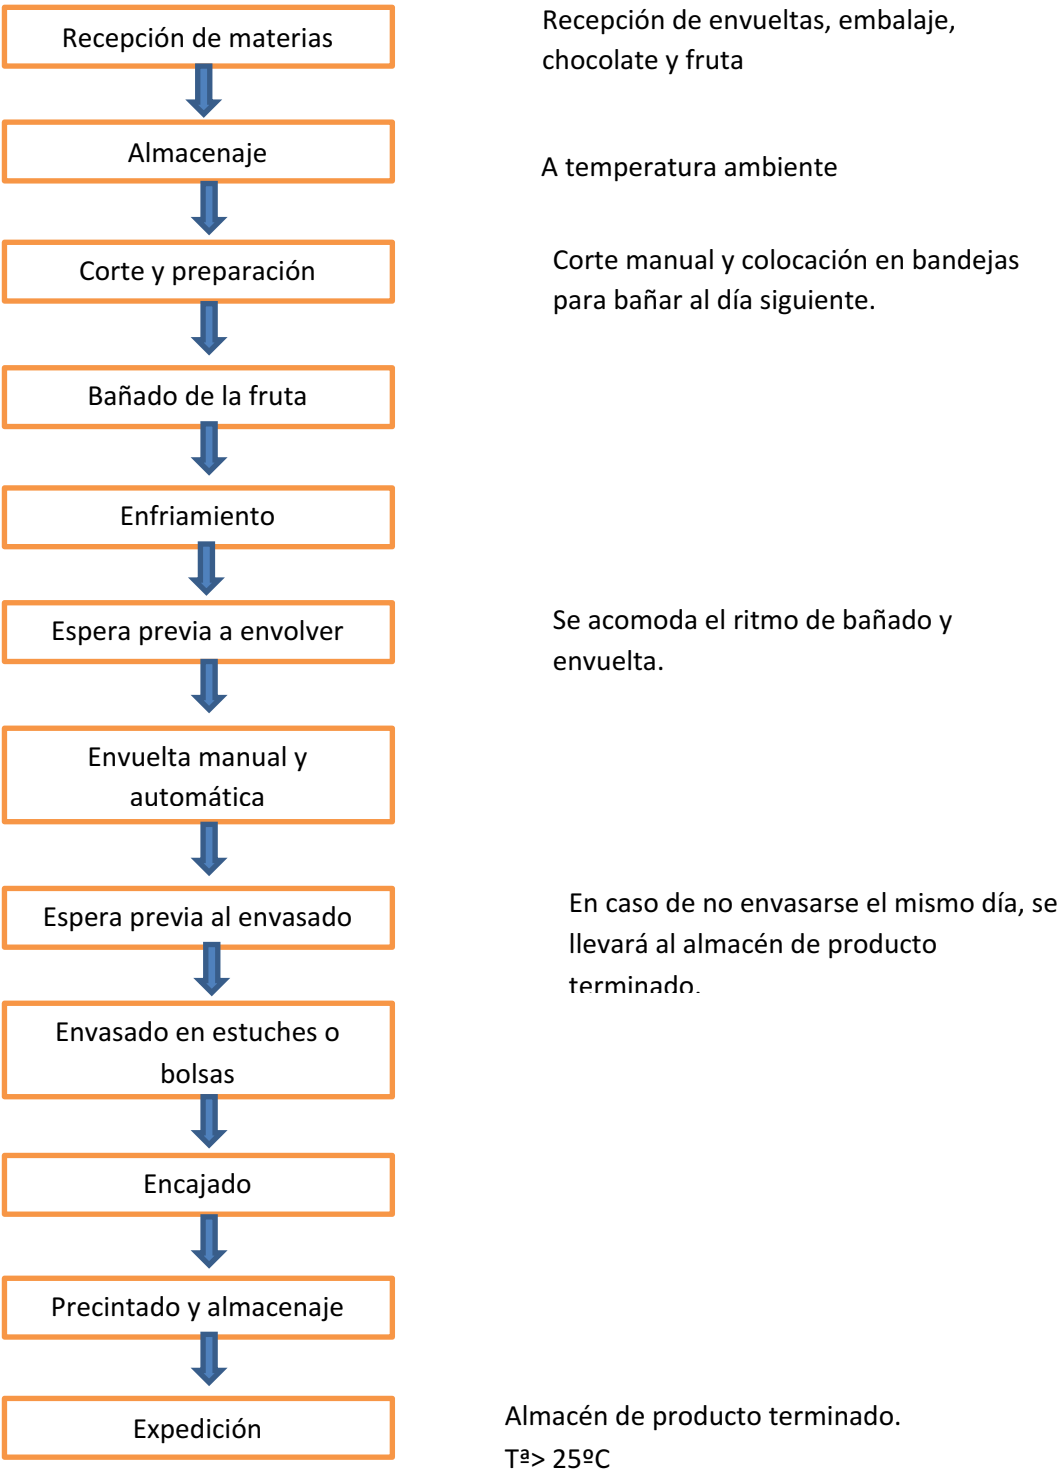 Recepción de materias
Recepción de envueltas, embalaje,
chocolate y fruta
Almacenaje
A temperatura ambiente
Corte y preparación
Corte manual y colocación en bandejas
para bañar al día siguiente.
Bañado de la fruta
Enfriamiento
Espera previa a envolver
Se acomoda el ritmo de bañado y
envuelta.
Envuelta manual y
automática
Espera previa al envasado
En caso de no envasarse el mismo día, se
llevará al almacén de producto
terminado.
Envasado en estuches o
bolsas
Encajado
Precintado y almacenaje
Expedición
Almacén de producto terminado.
Tª> 25ºC